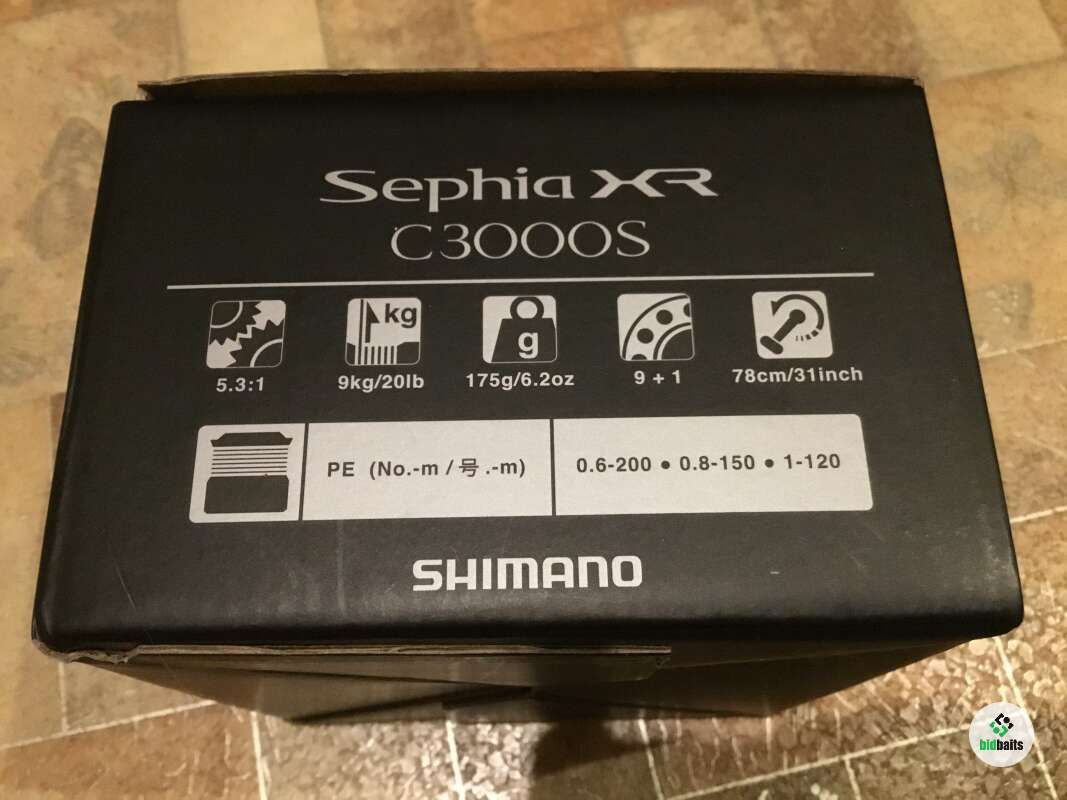 Sephia XR
C3000S
kg
g
5.3:1 9kg/20lb 175g/6.2oz 9 + 1 78cm/31inch
PE (No.-m / 号.-m) 0.6-200 ● 0.8-150 ● 1-120
SHIMANO
bidbaits